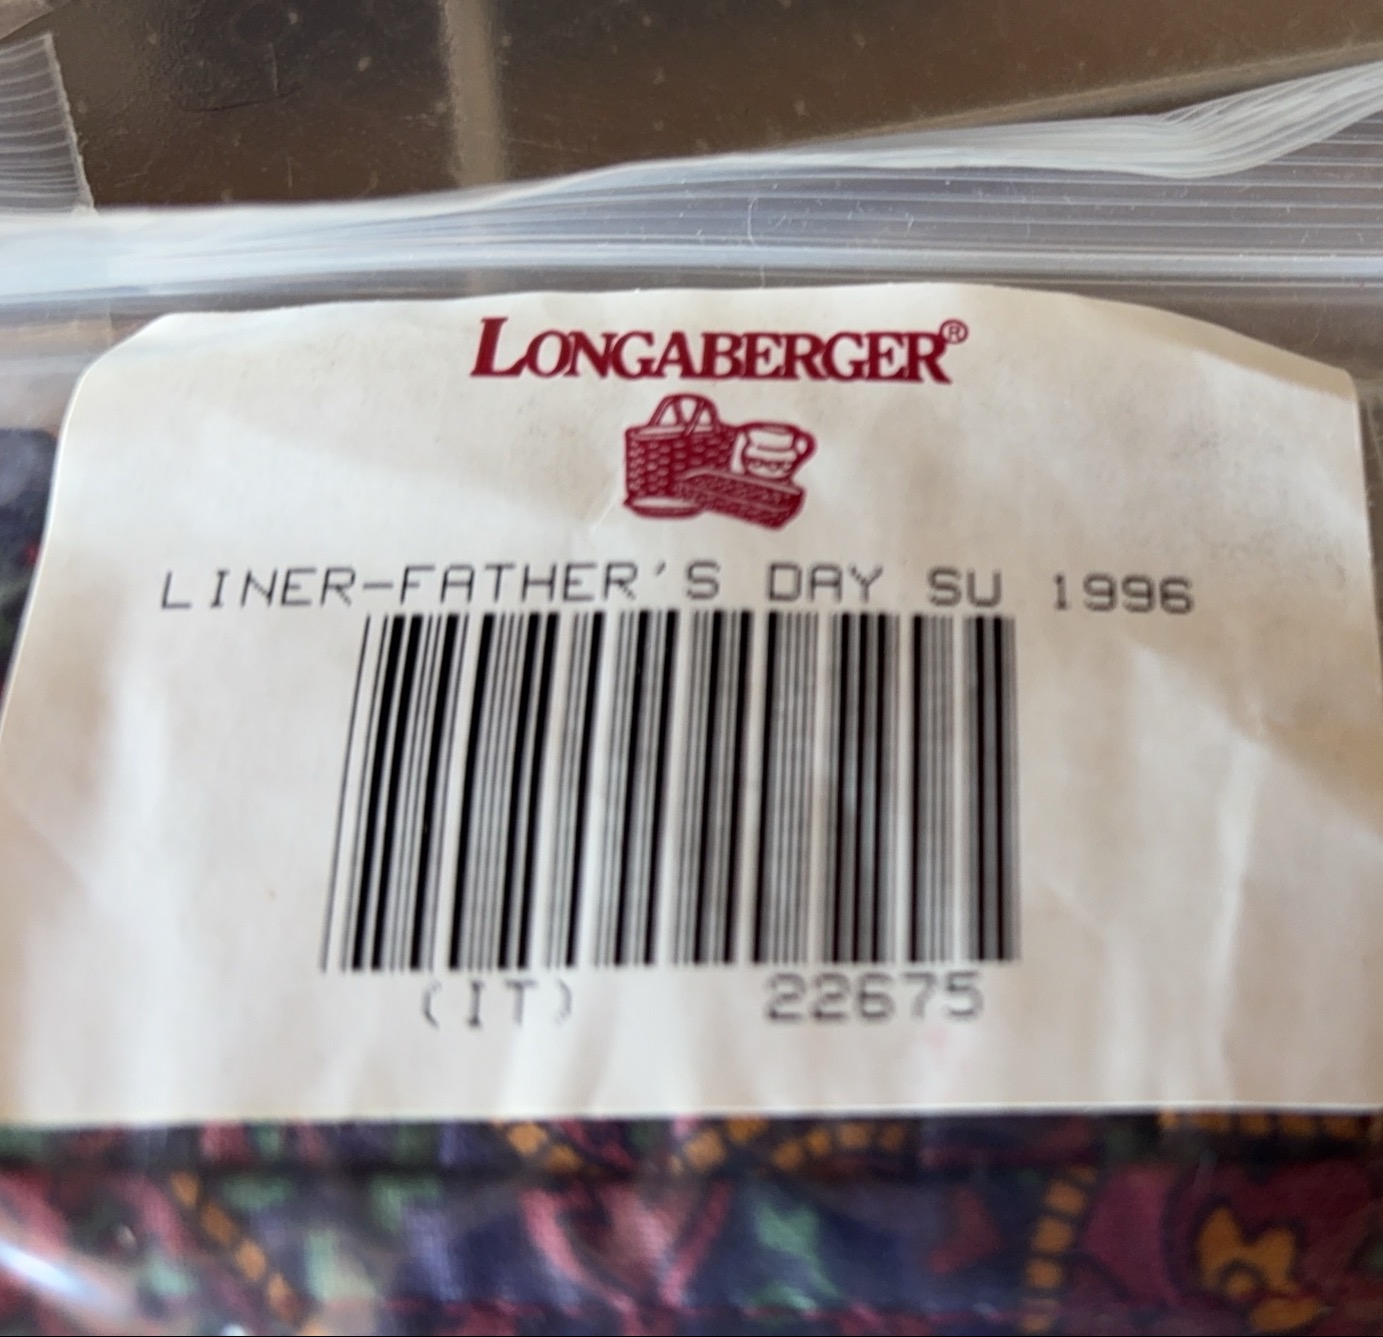 LONGABERGER®
LINER-FATHER'S DAY SU 1996
(IT) 22675